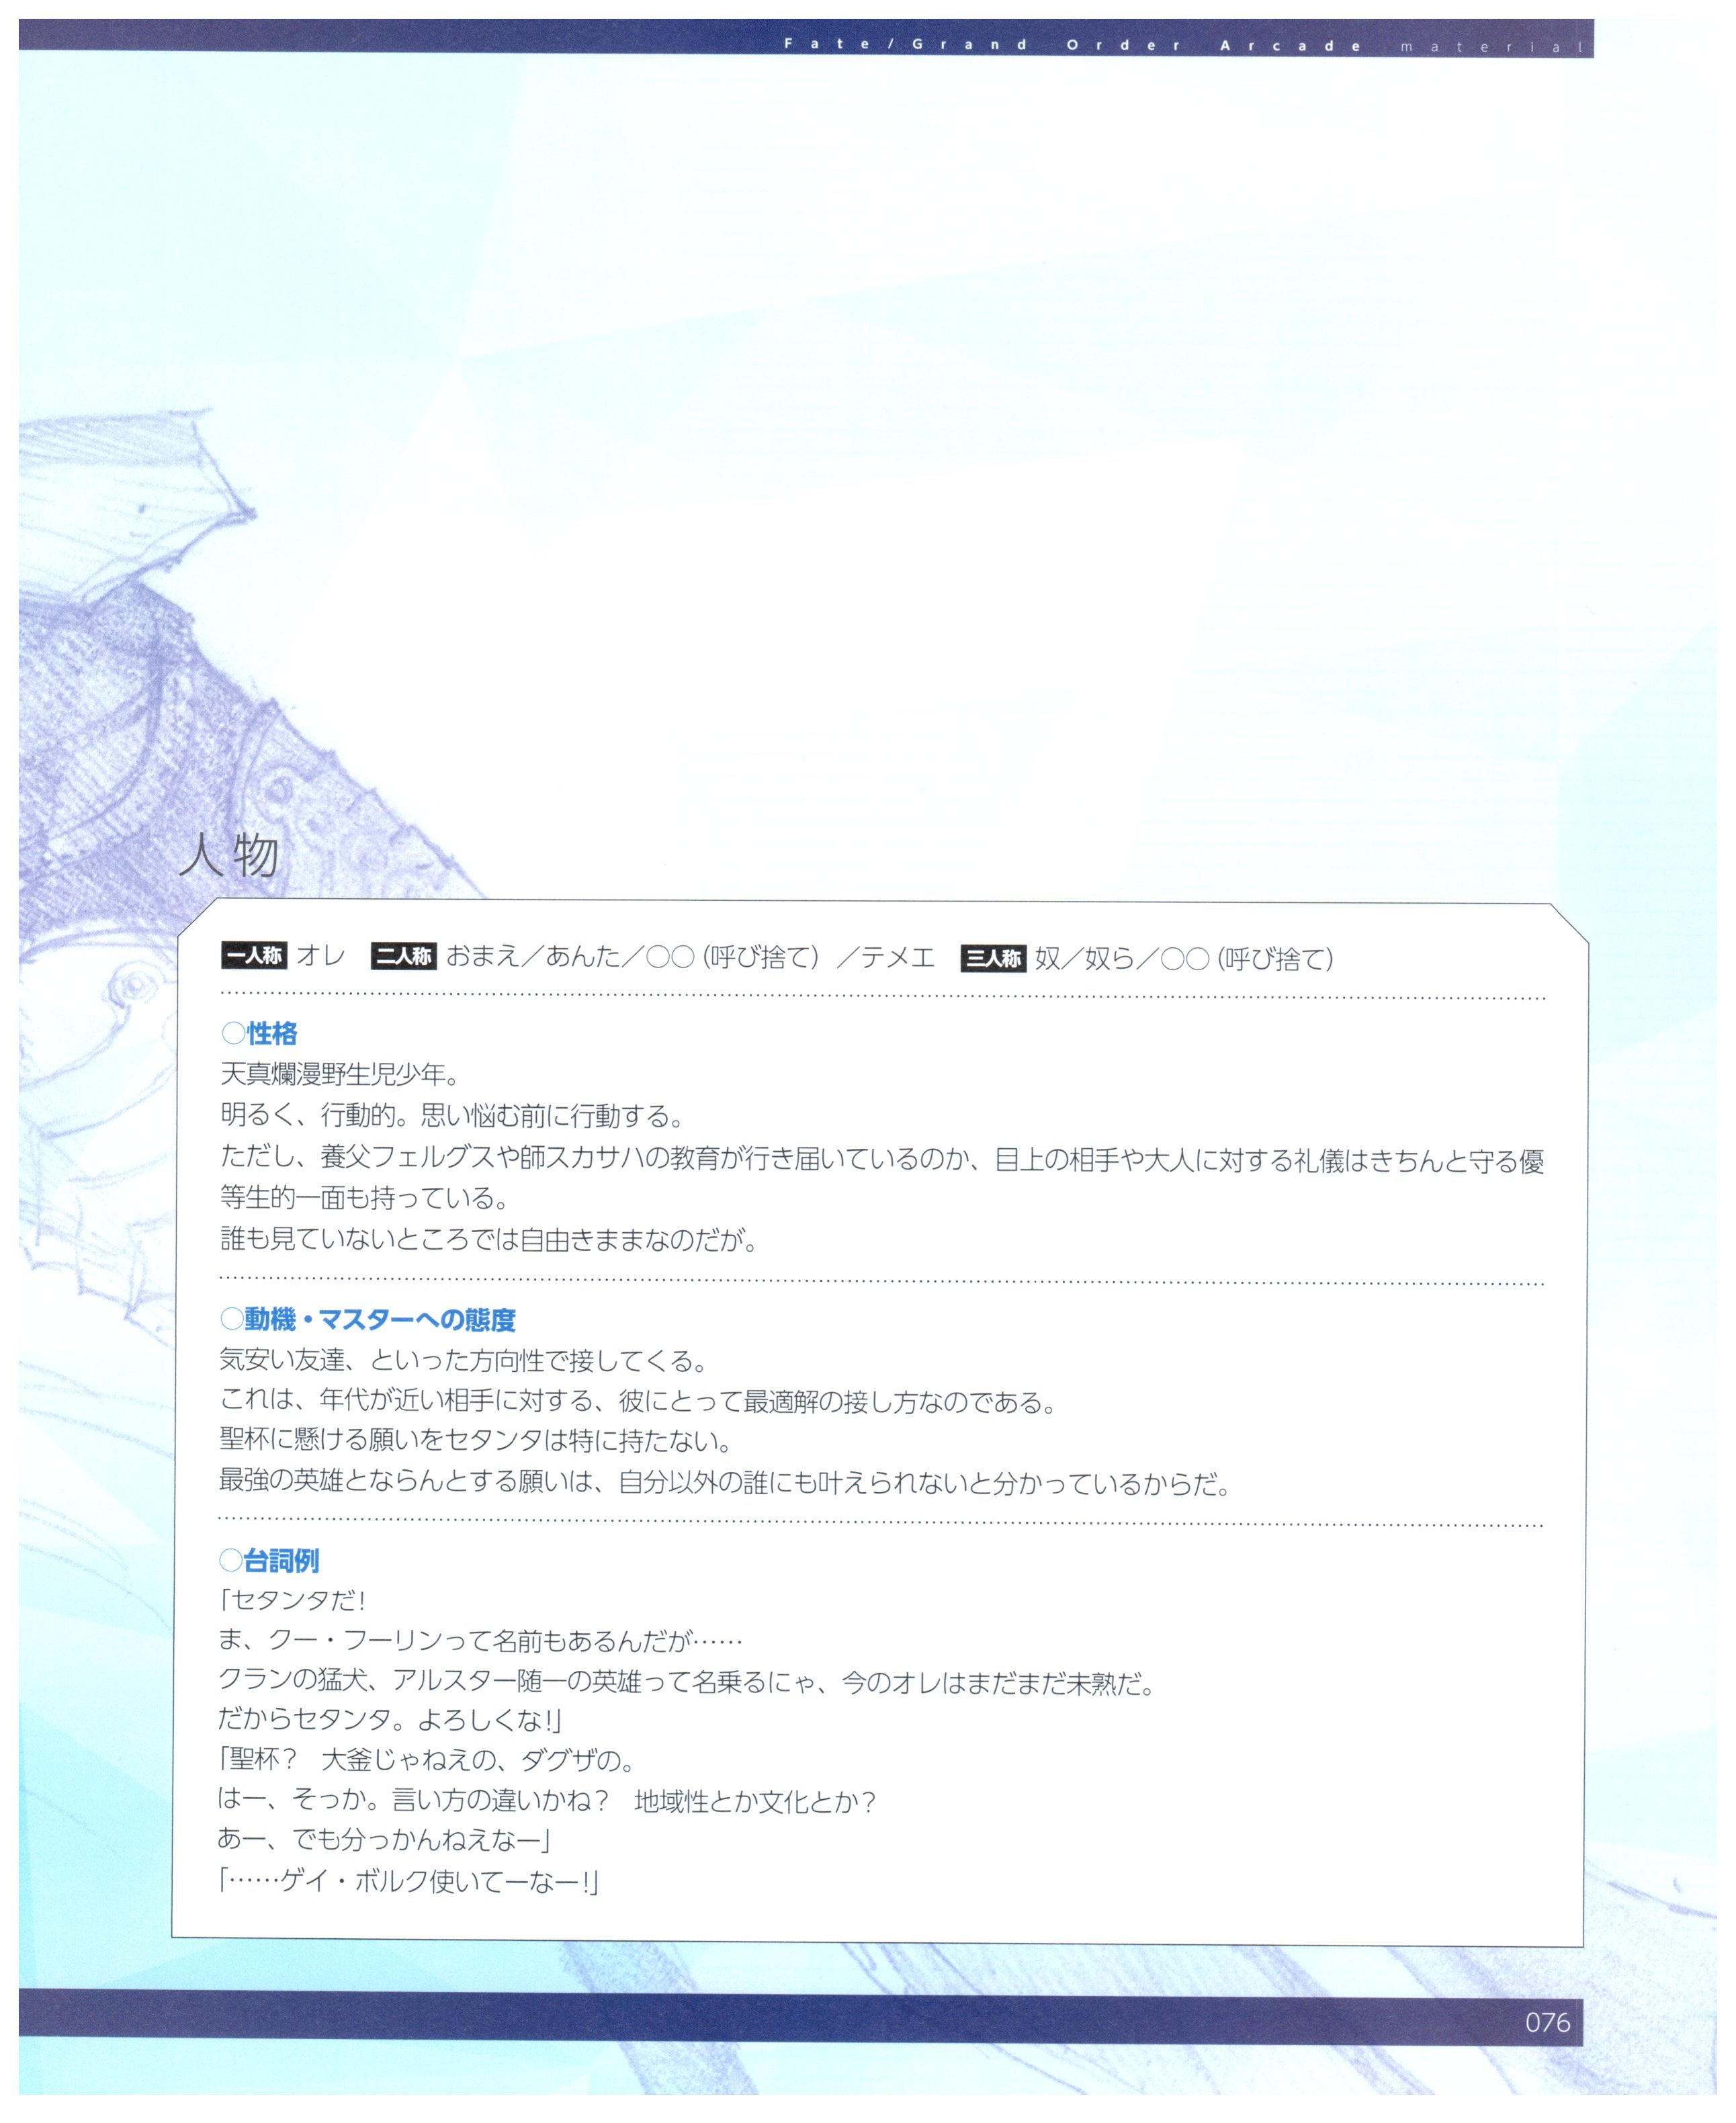 Fate/Grand Order Arcade material
人物
一人称 オレ 二人称 おまえ／あんた／○○（呼び捨て）／テメエ 三人称 奴／奴ら／○○（呼び捨て）
○性格
天真爛漫野生児少年。
明るく、行動的。思い悩む前に行動する。
ただし、養父フェルグスや師スカサハの教育が行き届いているのか、目上の相手や大人に対する礼儀はきちんと守る優
等生的一面も持っている。
誰も見ていないところでは自由きままなのだが。
○動機・マスターへの態度
気安い友達、といった方向性で接してくる。
これは、年代が近い相手に対する、彼にとって最適解の接し方なのである。
聖杯に懸ける願いをセタンタは特に持たない。
最強の英雄とならんとする願いは、自分以外の誰にも叶えられないと分かっているからだ。
○台詞例
「セタンタだ！
ま、クー・フーリンって名前もあるんだが……
クランの猛犬、アルスター随一の英雄って名乗るにゃ、今のオレはまだまだ未熟だ。
だからセタンタ。よろしくな！」
「聖杯？　大釜じゃねえの、ダグザの。
はー、そっか。言い方の違いかね？　地域性とか文化とか？
あー、でも分っかんねえなー」
「……ゲイ・ボルク使いてーなー！」
076